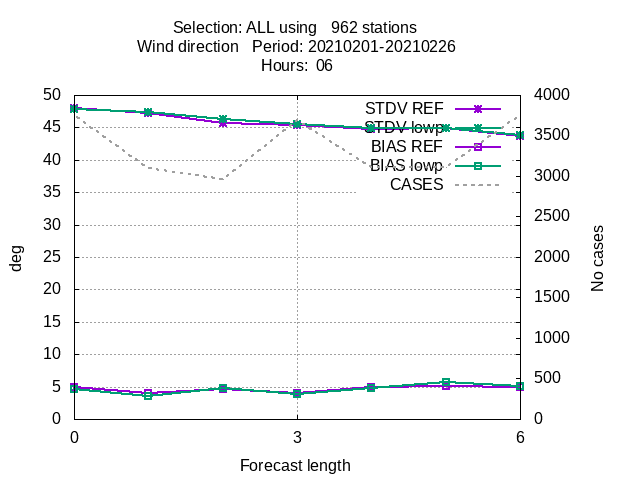 Selection: ALL using   962 stations
Wind direction   Period: 20210201-20210226
Hours:  06
50
45
40
35
30
25
20
15
10
5
0
4000
3500
3000
2500
2000
1500
1000
500
0
STDV REF
STDV lowp
BIAS REF
BIAS lowp
CASES
deg
No cases
0
3
6
Forecast length